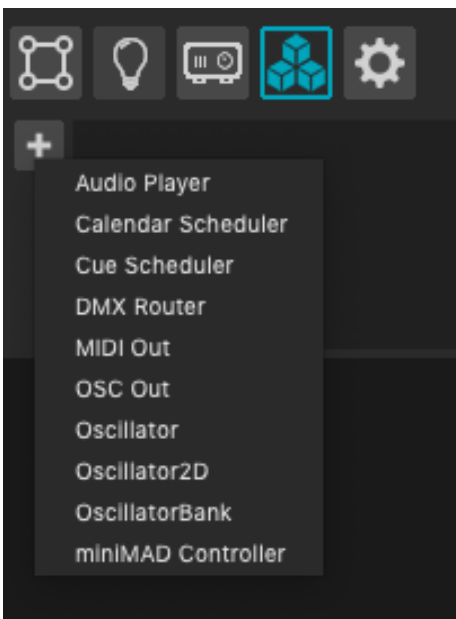 Audio Player
Calendar Scheduler
Cue Scheduler
DMX Router
MIDI Out
OSC Out
Oscillator
Oscillator2D
OscillatorBank
miniMAD Controller